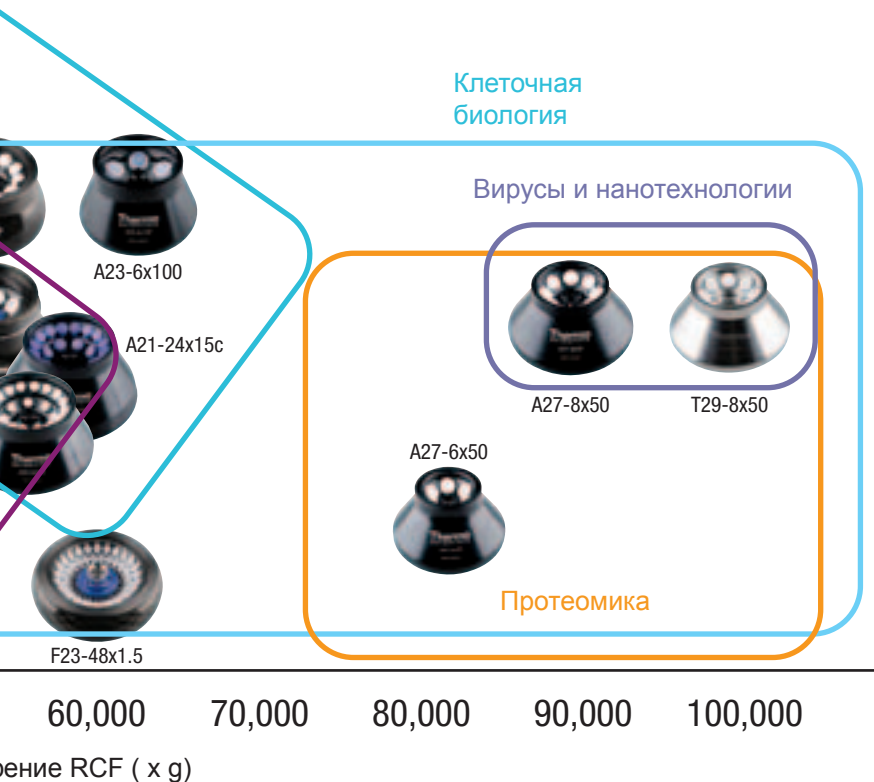 Клеточная
биология
Вирусы и нанотехнологии
A23-6x100
A21-24x15c
A27-8x50
T29-8x50
A27-6x50
Протеомика
F23-48x1.5
60,000
70,000
80,000
90,000
100,000
рение RCF ( x g)